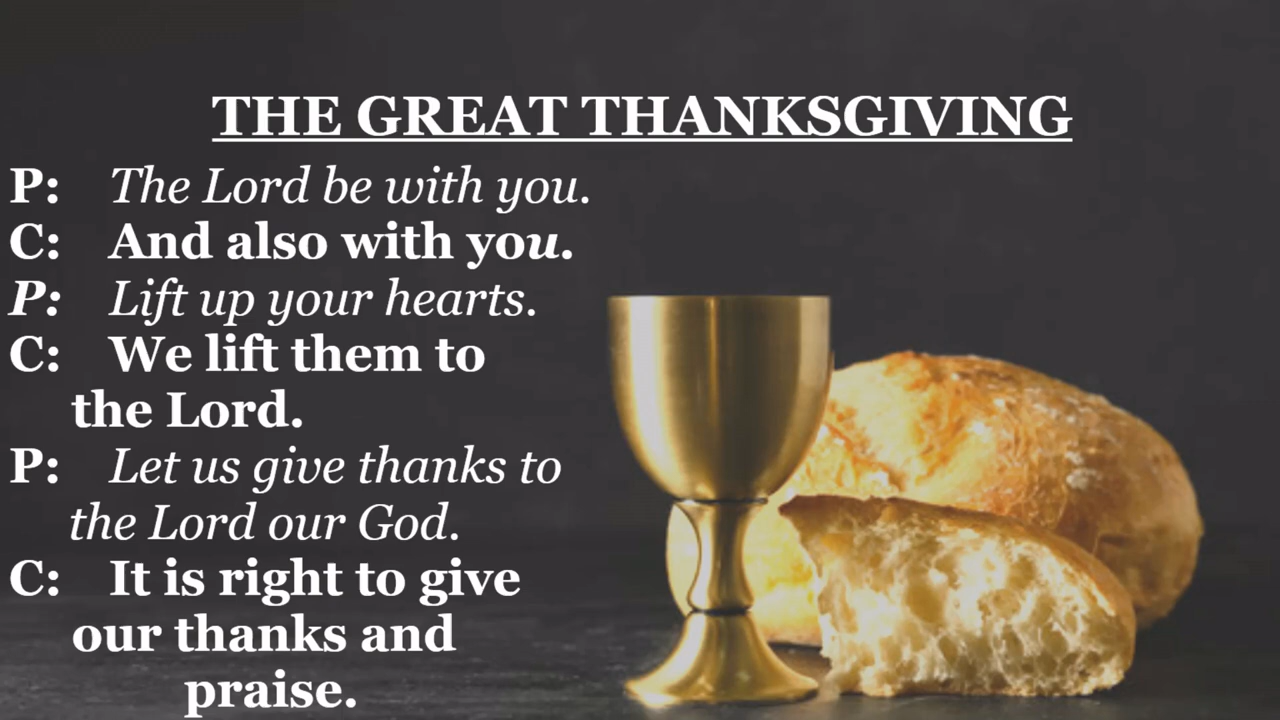 THE GREAT THANKSGIVING
P: The Lord be with you.
C: And also with you.
P: Lift up your hearts.
C: We lift them to
the Lord.
P: Let us give thanks to
the Lord our God.
C: It is right to give
our thanks and
praise.